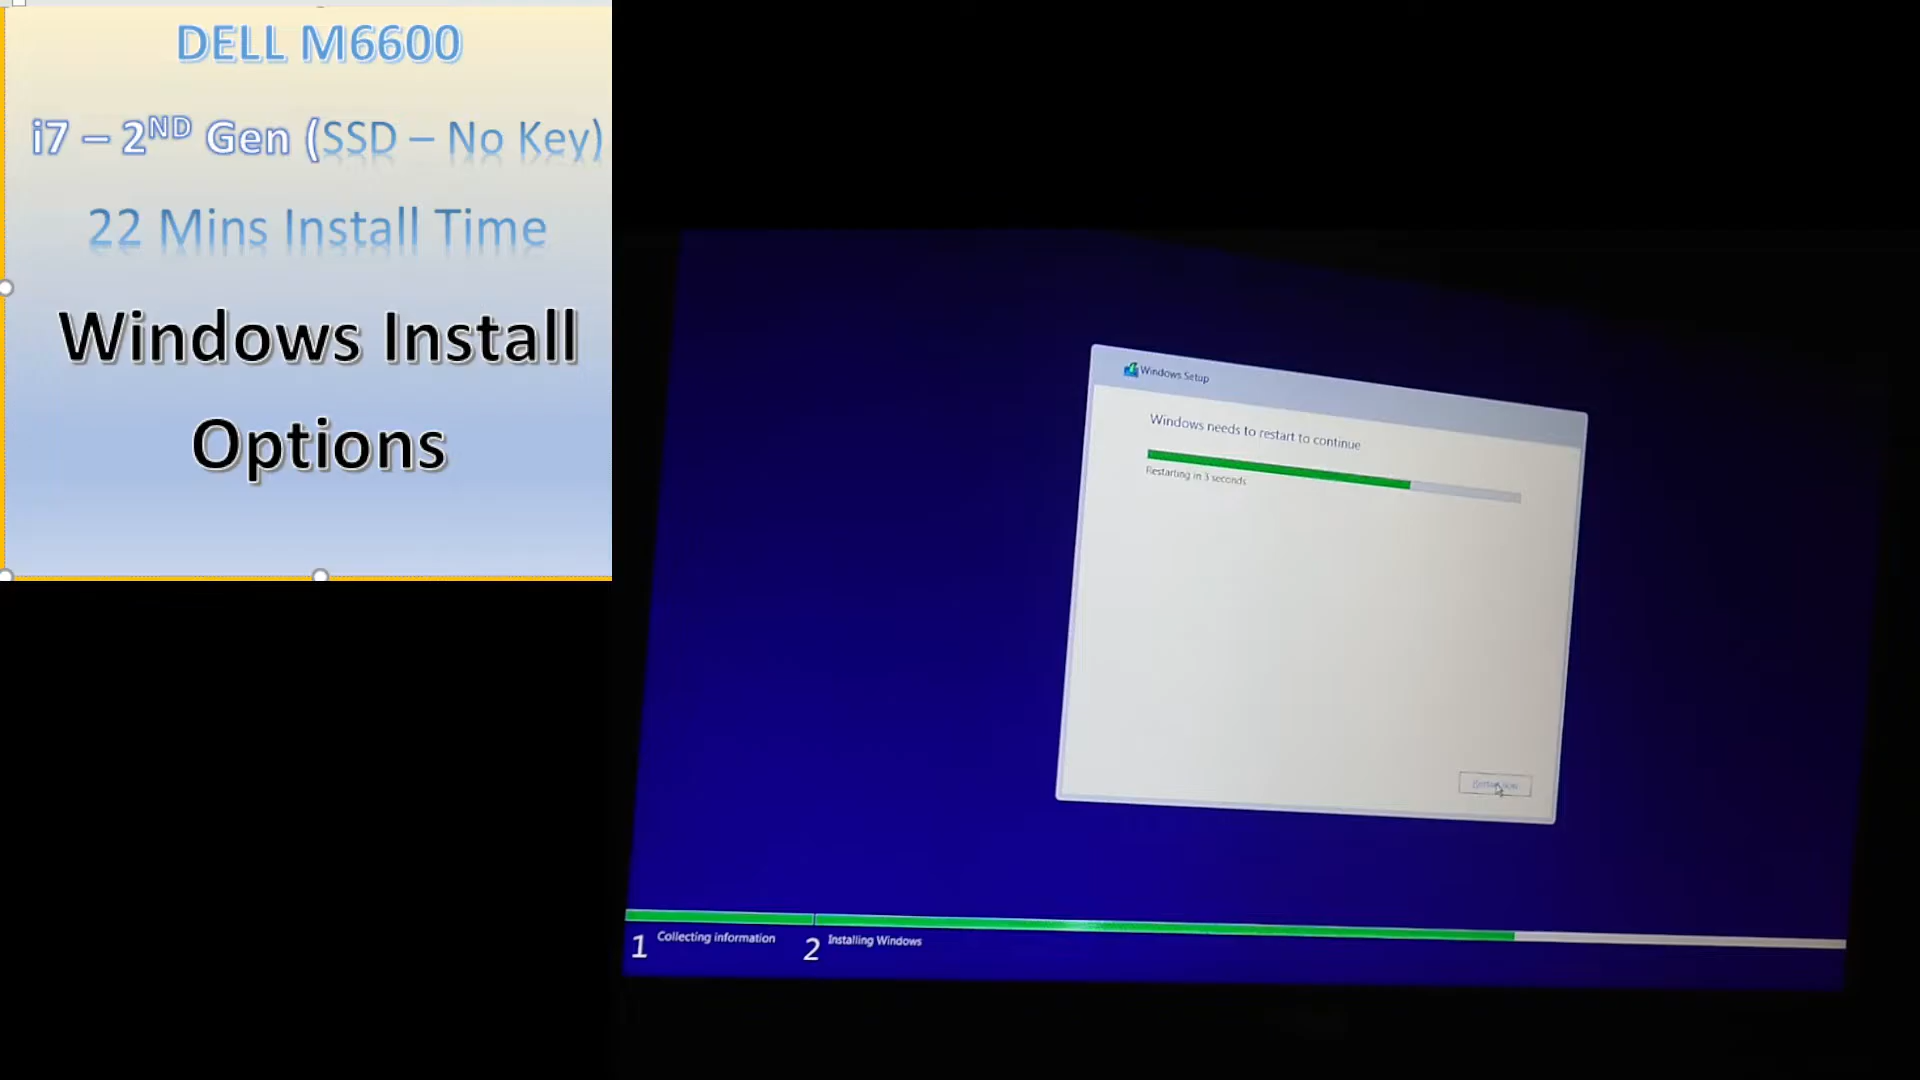 DELL M6600
i7 – 2ND Gen (SSD – No Key)
22 Mins Install Time
Windows Install
Options
Windows Setup
Windows needs to restart to continue
Restarting in 3 seconds
1 Collecting information
2 Installing Windows